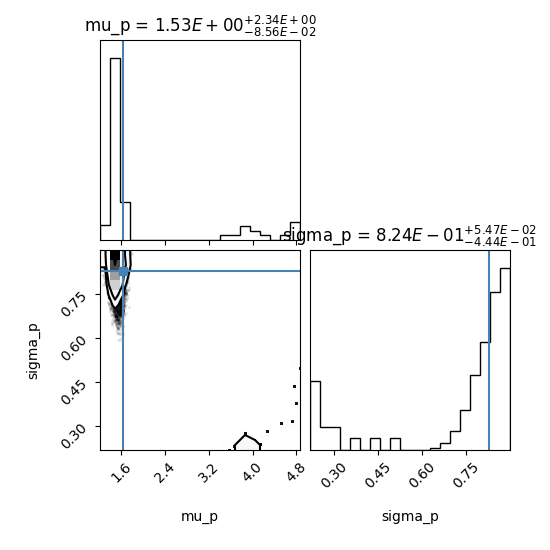 mu_p = 1.53E + 00 +2.34E + 00 −8.56E − 02
sigma_p = 8.24E − 01 +5.47E − 02 −4.44E − 01
0.75
0.60
0.45
0.30
sigma_p
1.6 2.4 3.2 4.0 4.8
0.30 0.45 0.60 0.75
mu_p
sigma_p